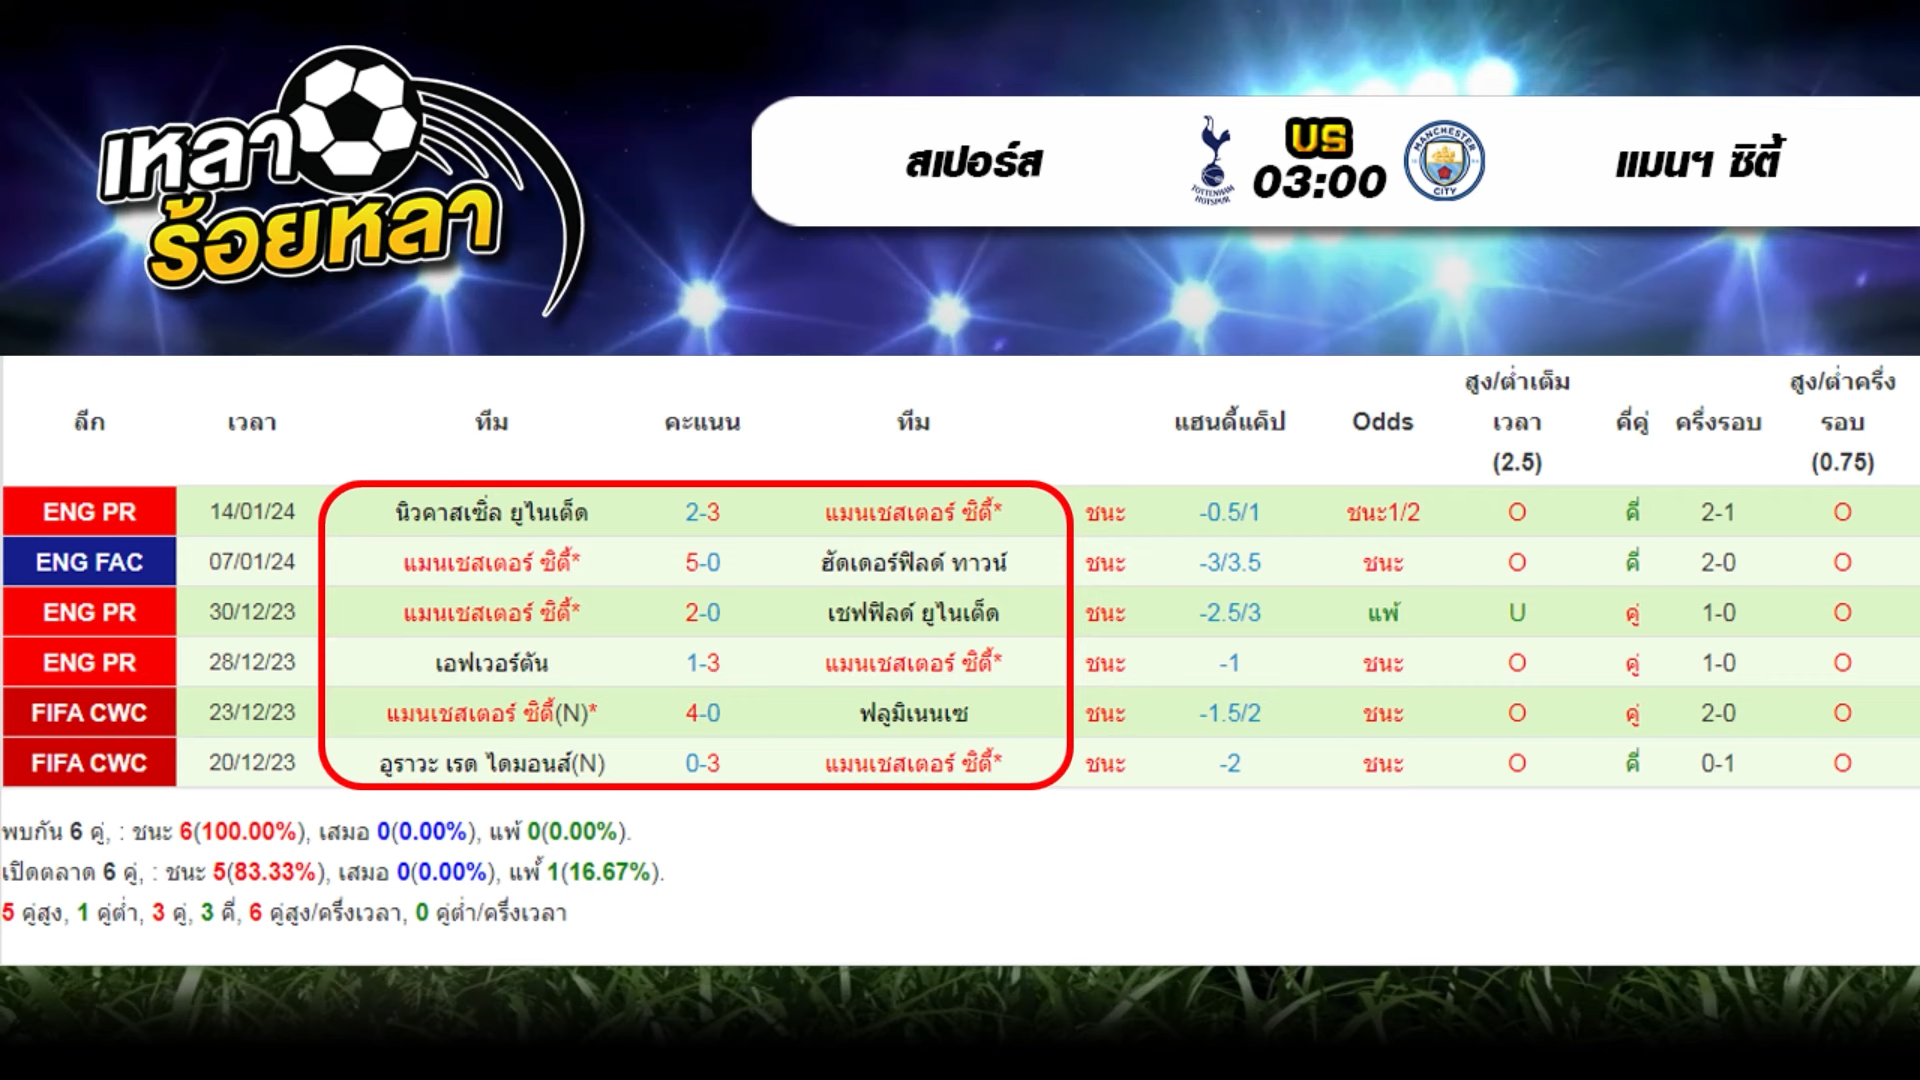 เหลา
ร้อยหลา
สเปอร์ส
TOTTENHAM
HOTSPUR
US
03:00
MANCHESTER
CITY
แมนฯ ซิตี้
ลีก เวลา ทีม คะแนน ทีม แฮนดี้แค็ป Odds สูง/ต่ำเต็มเวลา (2.5) คี่คู่ ครึ่งรอบ สูง/ต่ำครึ่งรอบ (0.75)
ENG PR 14/01/24 นิวคาสเซิ่ล ยูไนเต็ด 2-3 แมนเชสเตอร์ ซิตี้* ชนะ -0.5/1 ชนะ1/2 O คี่ 2-1 O
ENG FAC 07/01/24 แมนเชสเตอร์ ซิตี้* 5-0 ฮัดเดอร์ฟิลด์ ทาวน์ ชนะ -3/3.5 ชนะ O คี่ 2-0 O
ENG PR 30/12/23 แมนเชสเตอร์ ซิตี้* 2-0 เชฟฟิลด์ ยูไนเต็ด ชนะ -2.5/3 แพ้ U คู่ 1-0 O
ENG PR 28/12/23 เอฟเวอร์ตัน 1-3 แมนเชสเตอร์ ซิตี้* ชนะ -1 ชนะ O คู่ 1-0 O
FIFA CWC 23/12/23 แมนเชสเตอร์ ซิตี้(N)* 4-0 ฟลูมิเนนเซ ชนะ -1.5/2 ชนะ O คู่ 2-0 O
FIFA CWC 20/12/23 อูราวะ เรด ไดมอนส์(N) 0-3 แมนเชสเตอร์ ซิตี้* ชนะ -2 ชนะ O คี่ 0-1 O
พบกัน 6 คู่, : ชนะ 6(100.00%), เสมอ 0(0.00%), แพ้ 0(0.00%).
เปิดตลาด 6 คู่, : ชนะ 5(83.33%), เสมอ 0(0.00%), แพ้ 1(16.67%).
5 คู่สูง, 1 คู่ต่ำ, 3 คู่, 3 คี่, 6 คู่สูง/ครึ่งเวลา, 0 คู่ต่ำ/ครึ่งเวลา